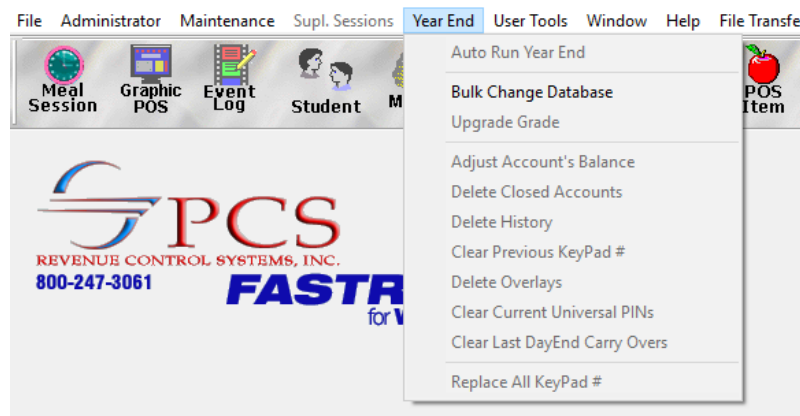 File Administrator Maintenance Supl. Sessions Year End User Tools Window Help File Transfe
Meal Session
Graphic POS
Event Log
Student
M
POS Item
Auto Run Year End
Bulk Change Database
Upgrade Grade
Adjust Account's Balance
Delete Closed Accounts
Delete History
Clear Previous KeyPad #
Delete Overlays
Clear Current Universal PINs
Clear Last DayEnd Carry Overs
Replace All KeyPad #
PCS
REVENUE CONTROL SYSTEMS, INC.
800-247-3061
FASTR
for W